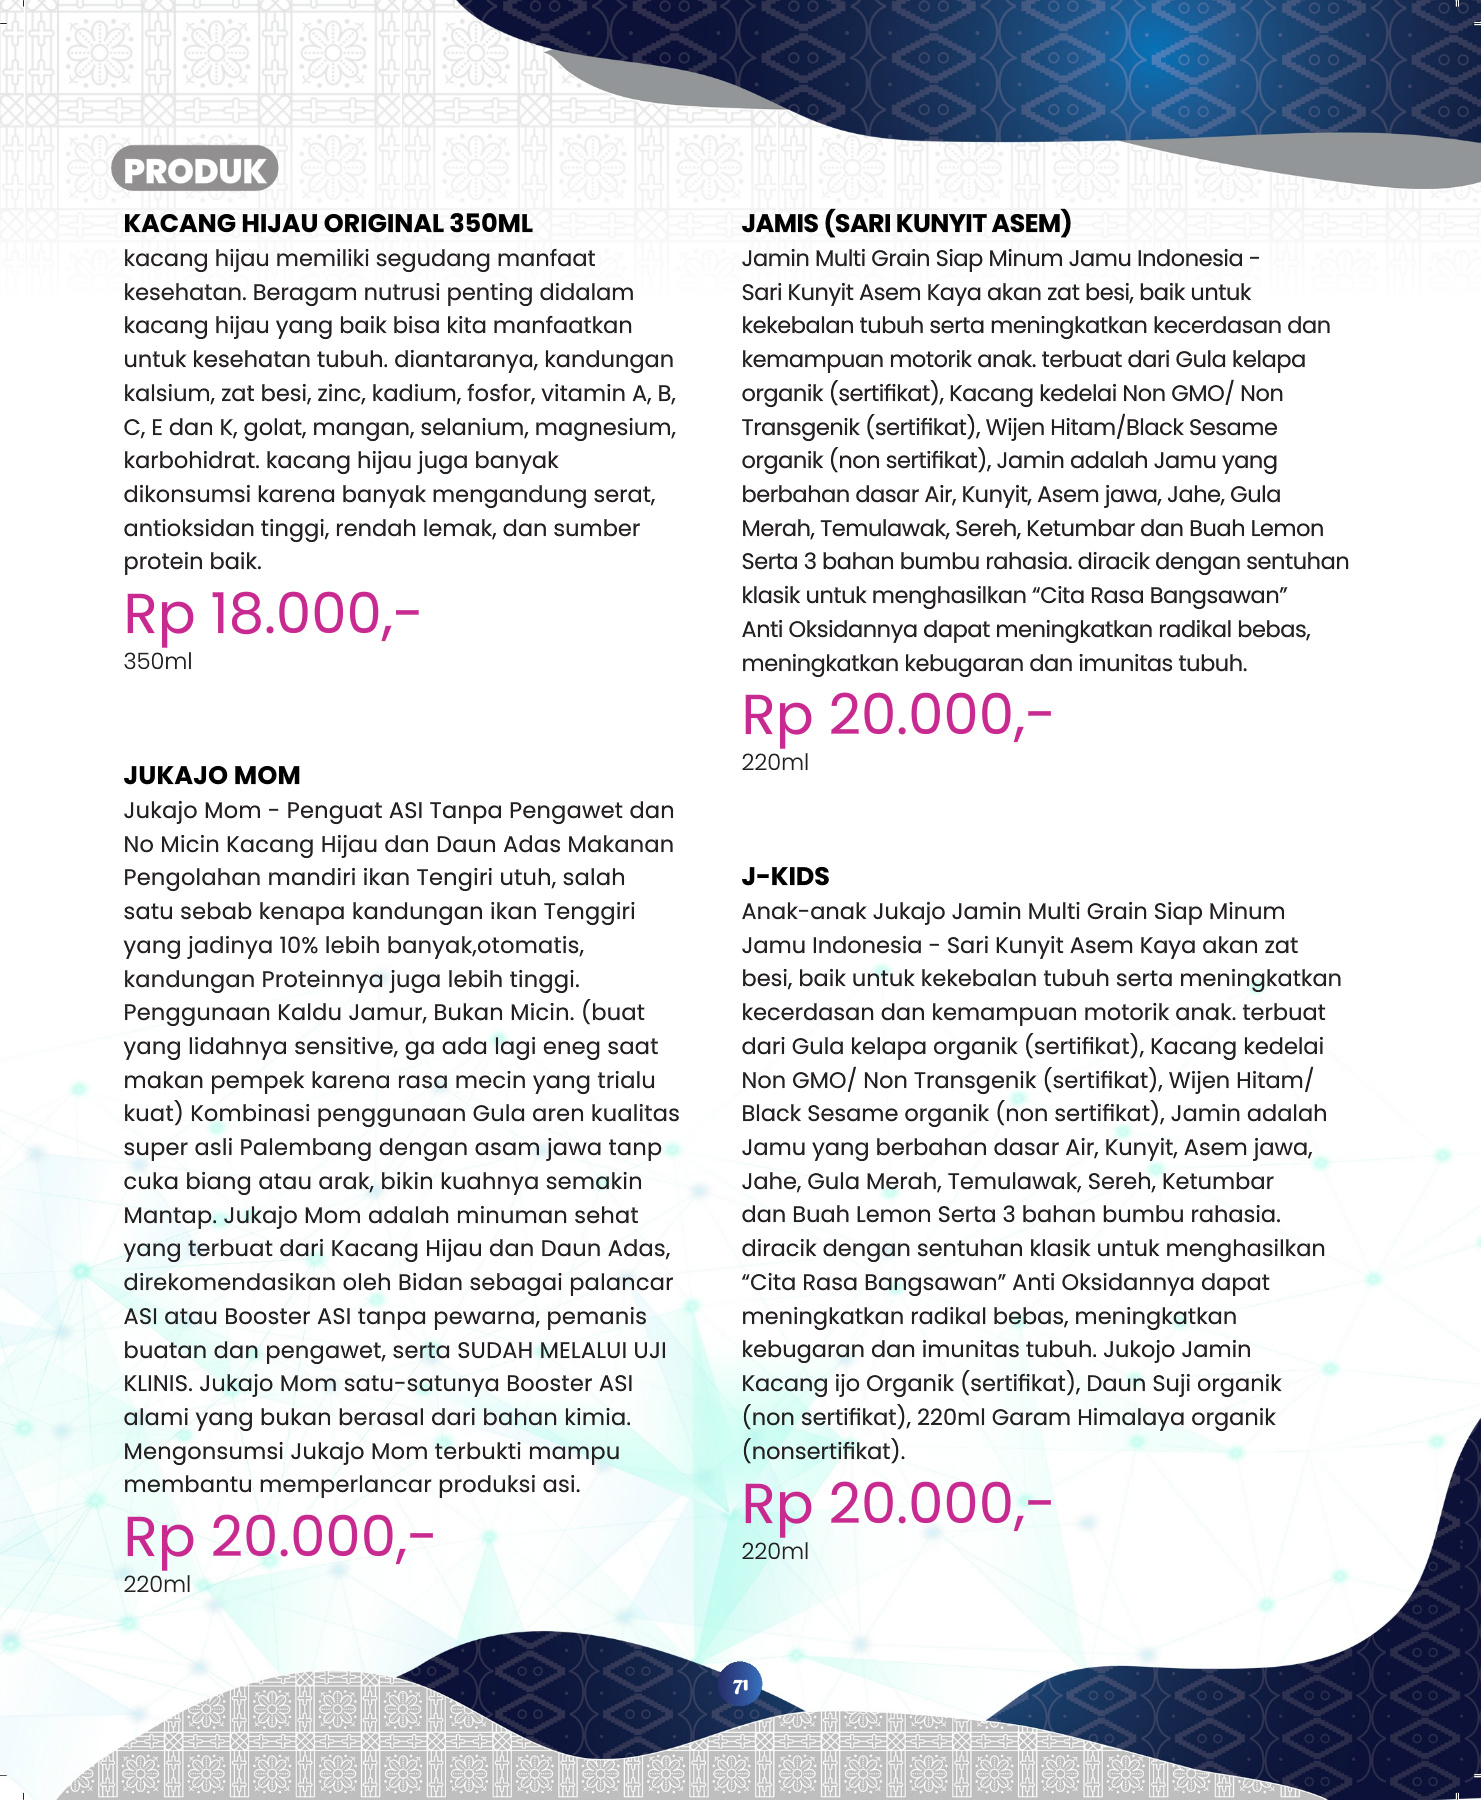 PRODUK
KACANG HIJAU ORIGINAL 350ML
kacang hijau memiliki segudang manfaat
kesehatan. Beragam nutrusi penting didalam
kacang hijau yang baik bisa kita manfaatkan
untuk kesehatan tubuh. diantaranya, kandungan
kalsium, zat besi, zinc, kadium, fosfor, vitamin A, B,
C, E dan K, golat, mangan, selanium, magnesium,
karbohidrat. kacang hijau juga banyak
dikonsumsi karena banyak mengandung serat,
antioksidan tinggi, rendah lemak, dan sumber
protein baik.
Rp 18.000,-
350ml
JUKAJO MOM
Jukajo Mom - Penguat ASI Tanpa Pengawet dan
No Micin Kacang Hijau dan Daun Adas Makanan
Pengolahan mandiri ikan Tengiri utuh, salah
satu sebab kenapa kandungan ikan Tenggiri
yang jadinya 10% lebih banyak,otomatis,
kandungan Proteinnya juga lebih tinggi.
Penggunaan Kaldu Jamur, Bukan Micin. (buat
yang lidahnya sensitive, ga ada lagi eneg saat
makan pempek karena rasa mecin yang trialu
kuat) Kombinasi penggunaan Gula aren kualitas
super asli Palembang dengan asam jawa tanp
cuka biang atau arak, bikin kuahnya semakin
Mantap. Jukajo Mom adalah minuman sehat
yang terbuat dari Kacang Hijau dan Daun Adas,
direkomendasikan oleh Bidan sebagai palancar
ASI atau Booster ASI tanpa pewarna, pemanis
buatan dan pengawet, serta SUDAH MELALUI UJI
KLINIS. Jukajo Mom satu-satunya Booster ASI
alami yang bukan berasal dari bahan kimia.
Mengonsumsi Jukajo Mom terbukti mampu
membantu memperlancar produksi asi.
Rp 20.000,-
220ml
JAMIS (SARI KUNYIT ASEM)
Jamin Multi Grain Siap Minum Jamu Indonesia -
Sari Kunyit Asem Kaya akan zat besi, baik untuk
kekebalan tubuh serta meningkatkan kecerdasan dan
kemampuan motorik anak. terbuat dari Gula kelapa
organik (sertifikat), Kacang kedelai Non GMO/ Non
Transgenik (sertifikat), Wijen Hitam/Black Sesame
organik (non sertifikat), Jamin adalah Jamu yang
berbahan dasar Air, Kunyit, Asem jawa, Jahe, Gula
Merah, Temulawak, Sereh, Ketumbar dan Buah Lemon
Serta 3 bahan bumbu rahasia. diracik dengan sentuhan
klasik untuk menghasilkan “Cita Rasa Bangsawan”
Anti Oksidannya dapat meningkatkan radikal bebas,
meningkatkan kebugaran dan imunitas tubuh.
Rp 20.000,-
220ml
J-KIDS
Anak-anak Jukajo Jamin Multi Grain Siap Minum
Jamu Indonesia - Sari Kunyit Asem Kaya akan zat
besi, baik untuk kekebalan tubuh serta meningkatkan
kecerdasan dan kemampuan motorik anak. terbuat
dari Gula kelapa organik (sertifikat), Kacang kedelai
Non GMO/ Non Transgenik (sertifikat), Wijen Hitam/
Black Sesame organik (non sertifikat), Jamin adalah
Jamu yang berbahan dasar Air, Kunyit, Asem jawa,
Jahe, Gula Merah, Temulawak, Sereh, Ketumbar
dan Buah Lemon Serta 3 bahan bumbu rahasia.
diracik dengan sentuhan klasik untuk menghasilkan
“Cita Rasa Bangsawan” Anti Oksidannya dapat
meningkatkan radikal bebas, meningkatkan
kebugaran dan imunitas tubuh. Jukojo Jamin
Kacang ijo Organik (sertifikat), Daun Suji organik
(non sertifikat), 220ml Garam Himalaya organik
(nonsertifikat).
Rp 20.000,-
220ml
71